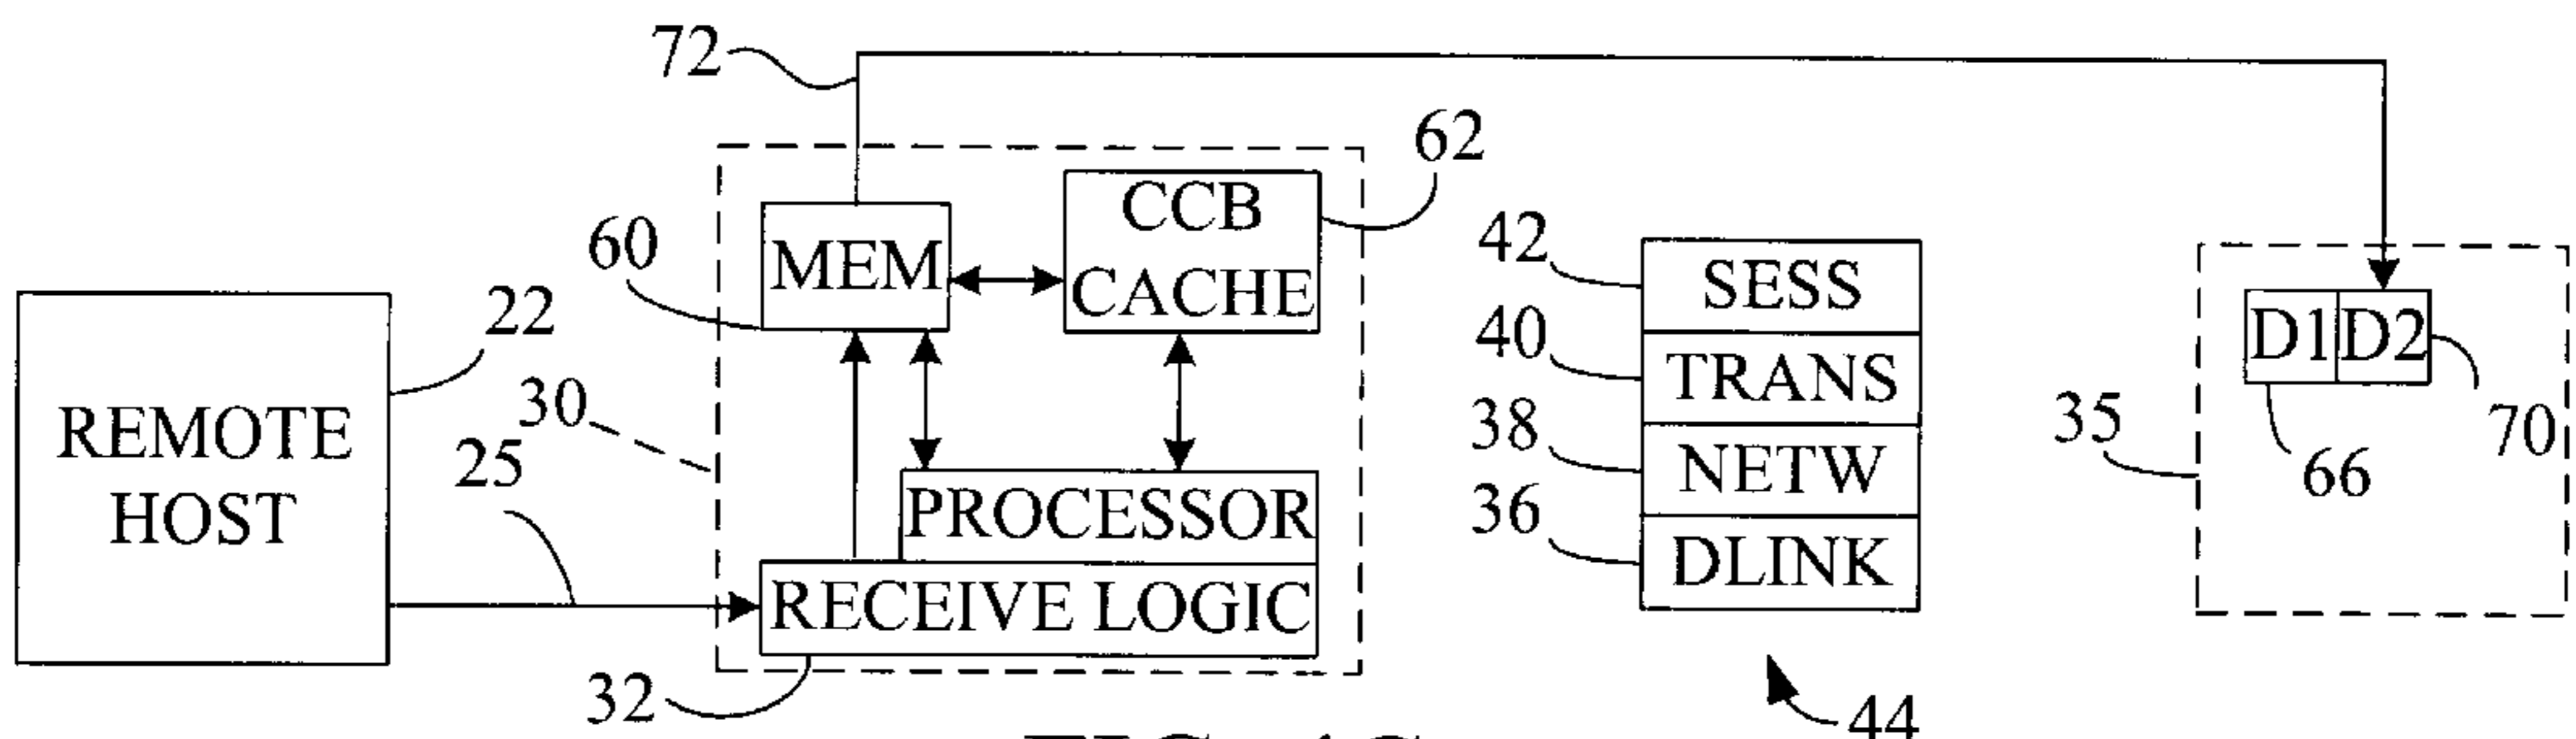 72
62
CCB
CACHE
MEM
60
42
SESS
22
40
TRANS
D1 D2
REMOTE
HOST
30
25
38
NETW
35
66
70
PROCESSOR
36
DLINK
RECEIVE LOGIC
32
44